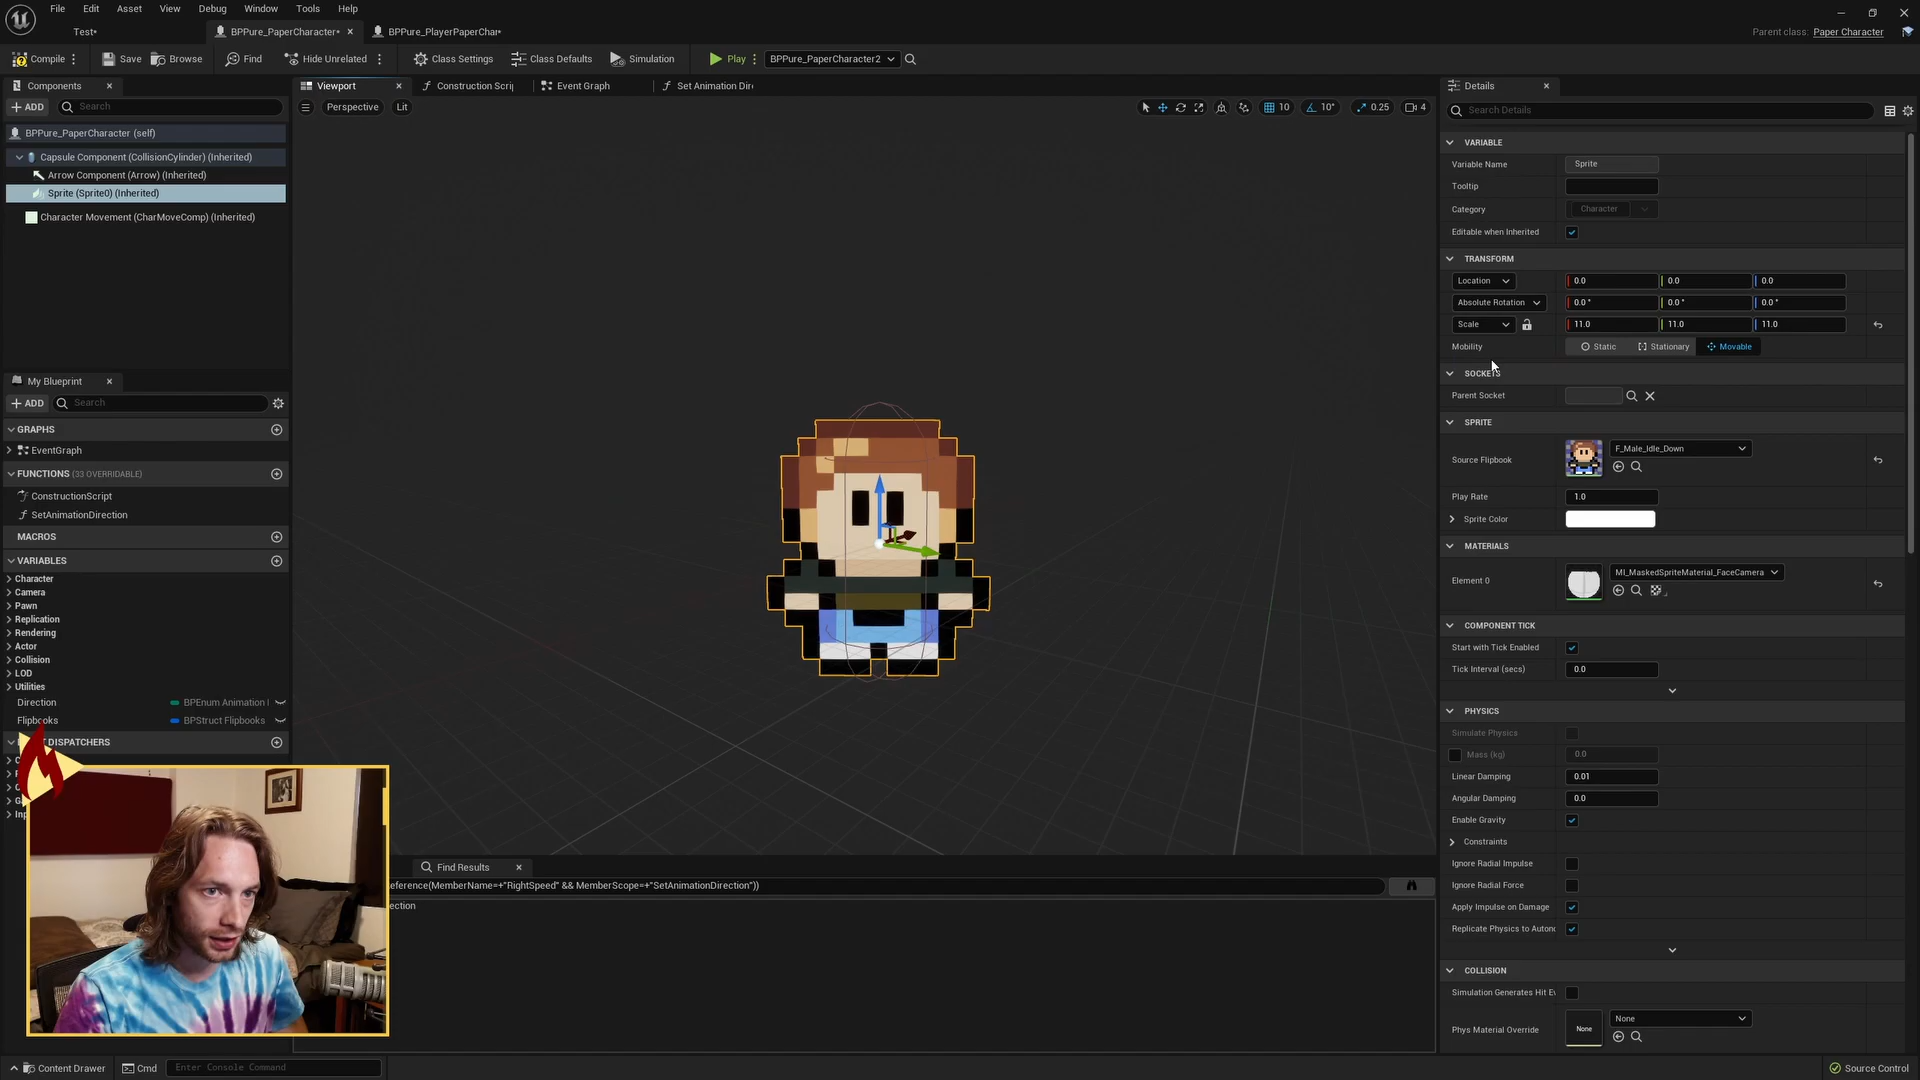 File Edit Asset View Debug Window Tools Help
Test* BPPure_PaperCharacter* BPPure_PlayerPaperChar* Parent class: Paper Character
Compile Save Browse Find Hide Unrelated Class Settings Class Defaults Simulation Play BPPure_PaperCharacter2
Components Viewport Construction Scri Event Graph Set Animation Dir Details
ADD Search Perspective Lit 10 10° 0.25 4 Search Details
BPPure_PaperCharacter (self)
Capsule Component (CollisionCylinder) (Inherited)
Arrow Component (Arrow) (Inherited)
Sprite (Sprite0) (Inherited)
Character Movement (CharMoveComp) (Inherited)
My Blueprint
ADD Search
GRAPHS
EventGraph
FUNCTIONS (33 OVERRIDABLE)
ConstructionScript
SetAnimationDirection
MACROS
VARIABLES
Character
Camera
Pawn
Replication
Rendering
Actor
Collision
LOD
Utilities
Direction BPEnum Animation
Flipbooks BPStruct Flipbooks
DISPATCHERS
Find Results
eference(MemberName=+"RightSpeed" && MemberScope=+"SetAnimationDirection"))
ection
VARIABLE
Variable Name Sprite
Tooltip
Category Character
Editable when Inherited
TRANSFORM
Location 0.0 0.0 0.0
Absolute Rotation 0.0 ° 0.0 ° 0.0 °
Scale 11.0 11.0 11.0
Mobility Static Stationary Movable
SOCKETS
Parent Socket
SPRITE
Source Flipbook F_Male_Idle_Down
Play Rate 1.0
Sprite Color
MATERIALS
Element 0 MI_MaskedSpriteMaterial_FaceCamera
COMPONENT TICK
Start with Tick Enabled
Tick Interval (secs) 0.0
PHYSICS
Simulate Physics
Mass (kg) 0.0
Linear Damping 0.01
Angular Damping 0.0
Enable Gravity
Constraints
Ignore Radial Impulse
Ignore Radial Force
Apply Impulse on Damage
Replicate Physics to Auton
COLLISION
Simulation Generates Hit Ev
Phys Material Override None None
Content Drawer Cmd Enter Console Command Source Control